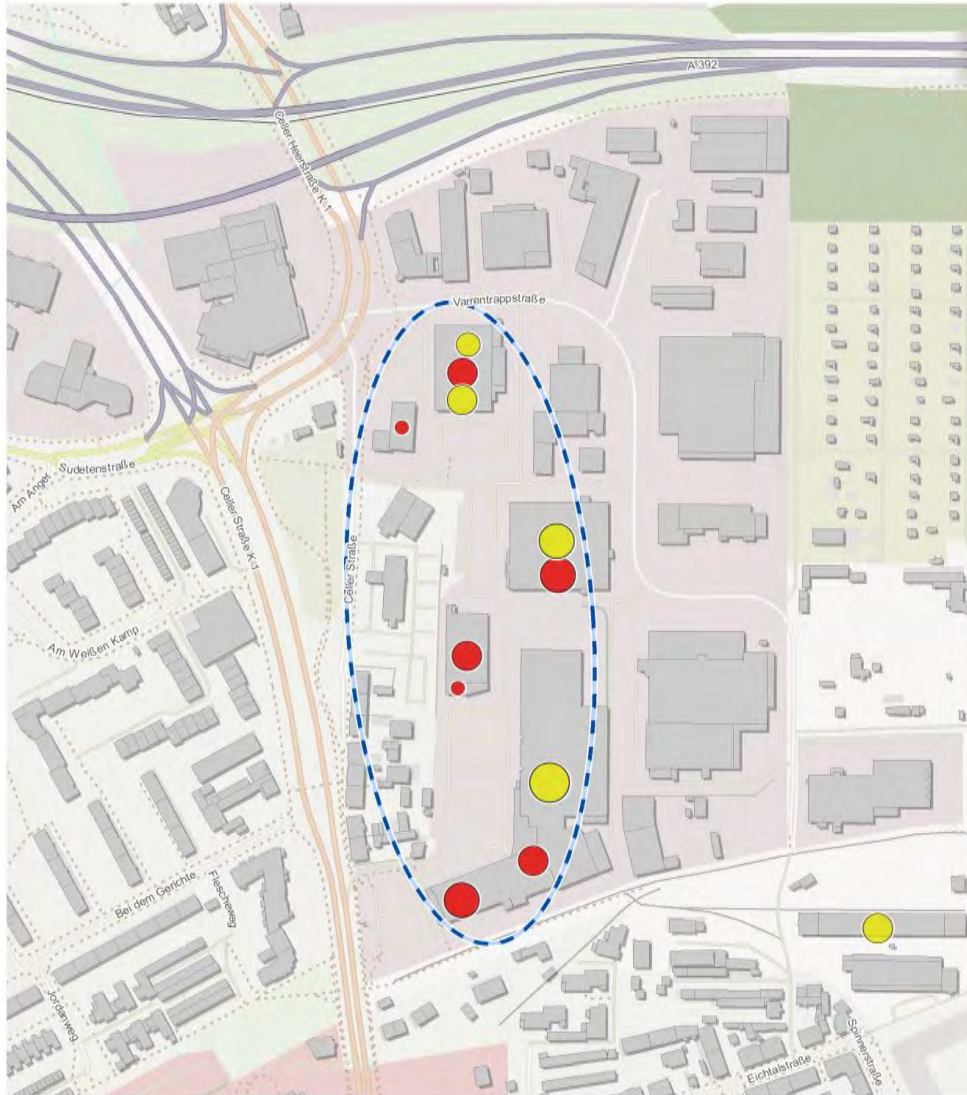 A 392
Celler Heerstraße K 1
Varrentrappstraße
Sudetenstraße
Am Anger
Celler Straße K 1
Celler Straße
Am Weißen Kamp
Bei dem Gerichte
Flescheweg
Jordanweg
Spinnerstraße
Eichtalstraße